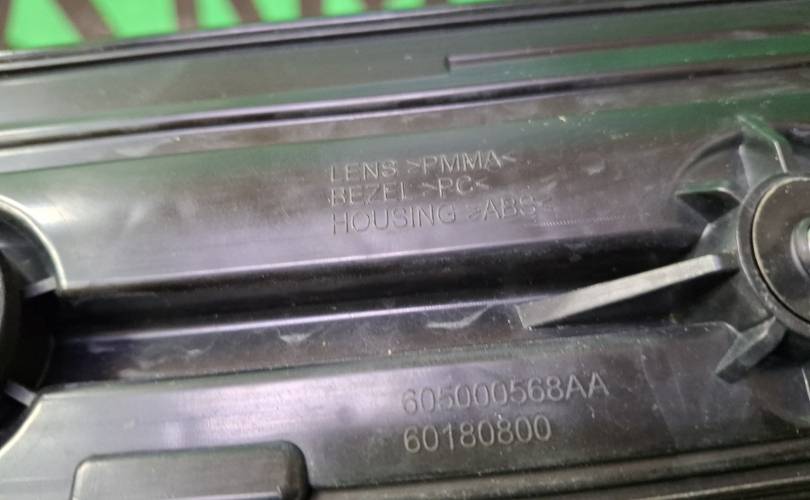 LENS >PMMA<
BEZEL >PC<
HOUSING >ABS<
605000568AA
60180800